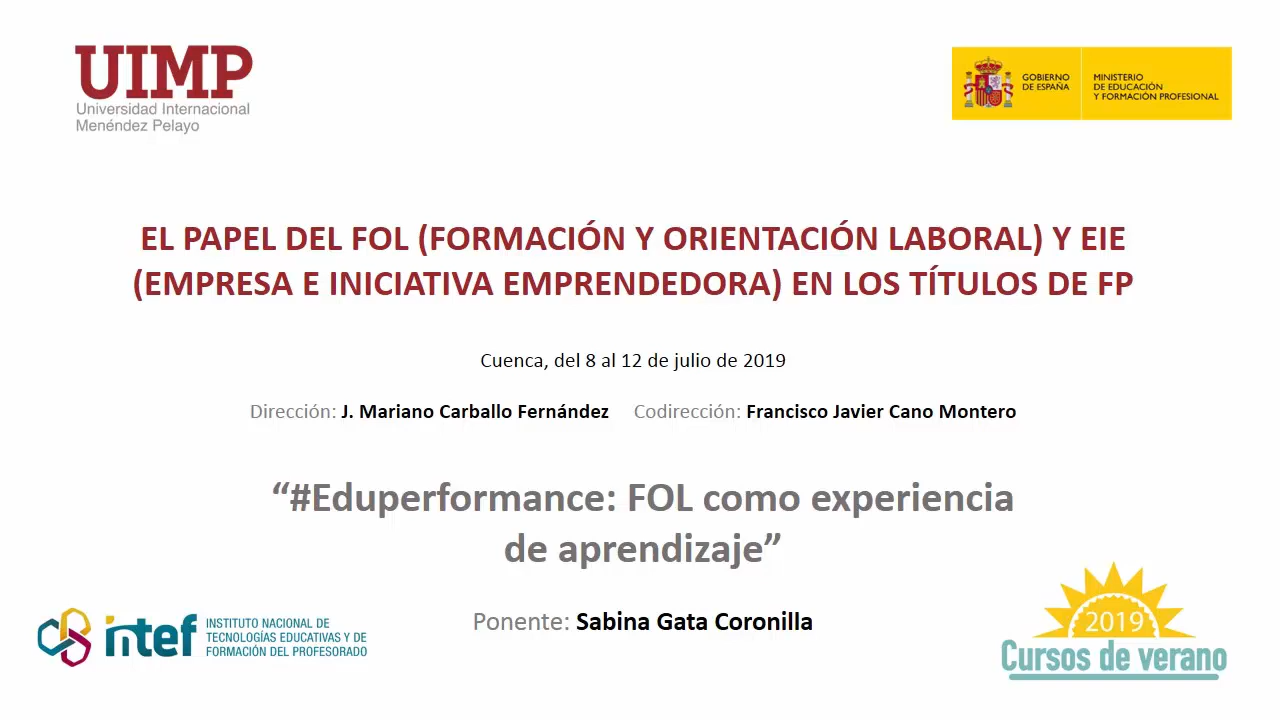 UIMP
Universidad Internacional
Menéndez Pelayo
GOBIERNO
DE ESPAÑA
MINISTERIO
DE EDUCACIÓN
Y FORMACIÓN PROFESIONAL
EL PAPEL DEL FOL (FORMACIÓN Y ORIENTACIÓN LABORAL) Y EIE
(EMPRESA E INICIATIVA EMPRENDEDORA) EN LOS TÍTULOS DE FP
Cuenca, del 8 al 12 de julio de 2019
Dirección: J. Mariano Carballo Fernández Codirección: Francisco Javier Cano Montero
“#Eduperformance: FOL como experiencia
de aprendizaje”
Ponente: Sabina Gata Coronilla
intef
INSTITUTO NACIONAL DE
TECNOLOGÍAS EDUCATIVAS Y DE
FORMACIÓN DEL PROFESORADO
2019
Cursos de verano